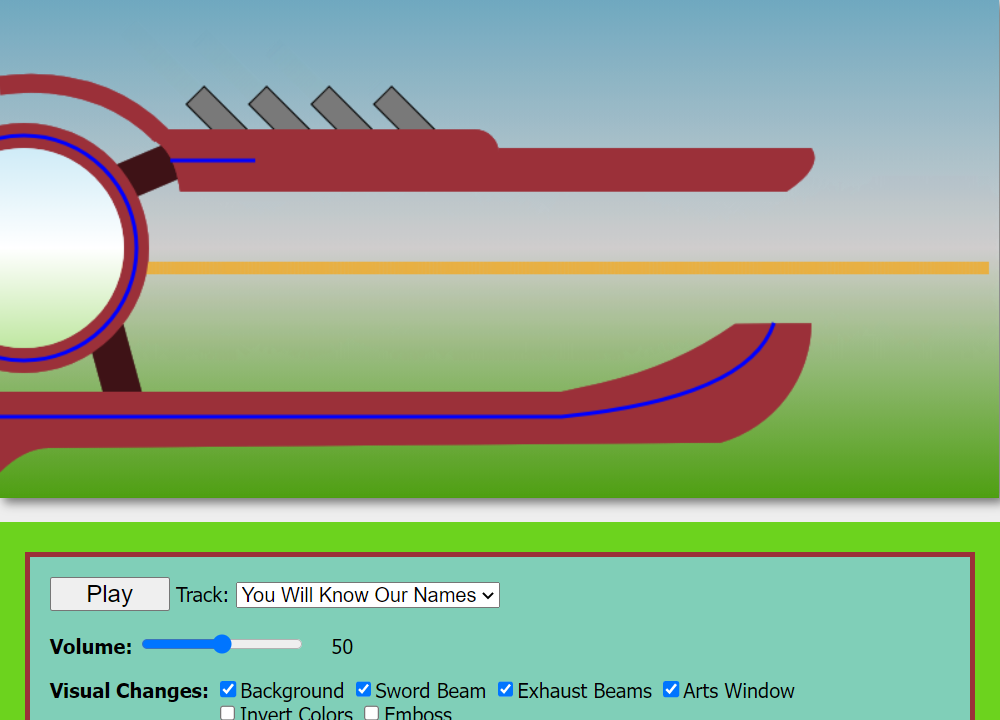 Play Track: You Will Know Our Names
Volume: 50
Visual Changes: Background Sword Beam Exhaust Beams Arts Window
Invert Colors Emboss